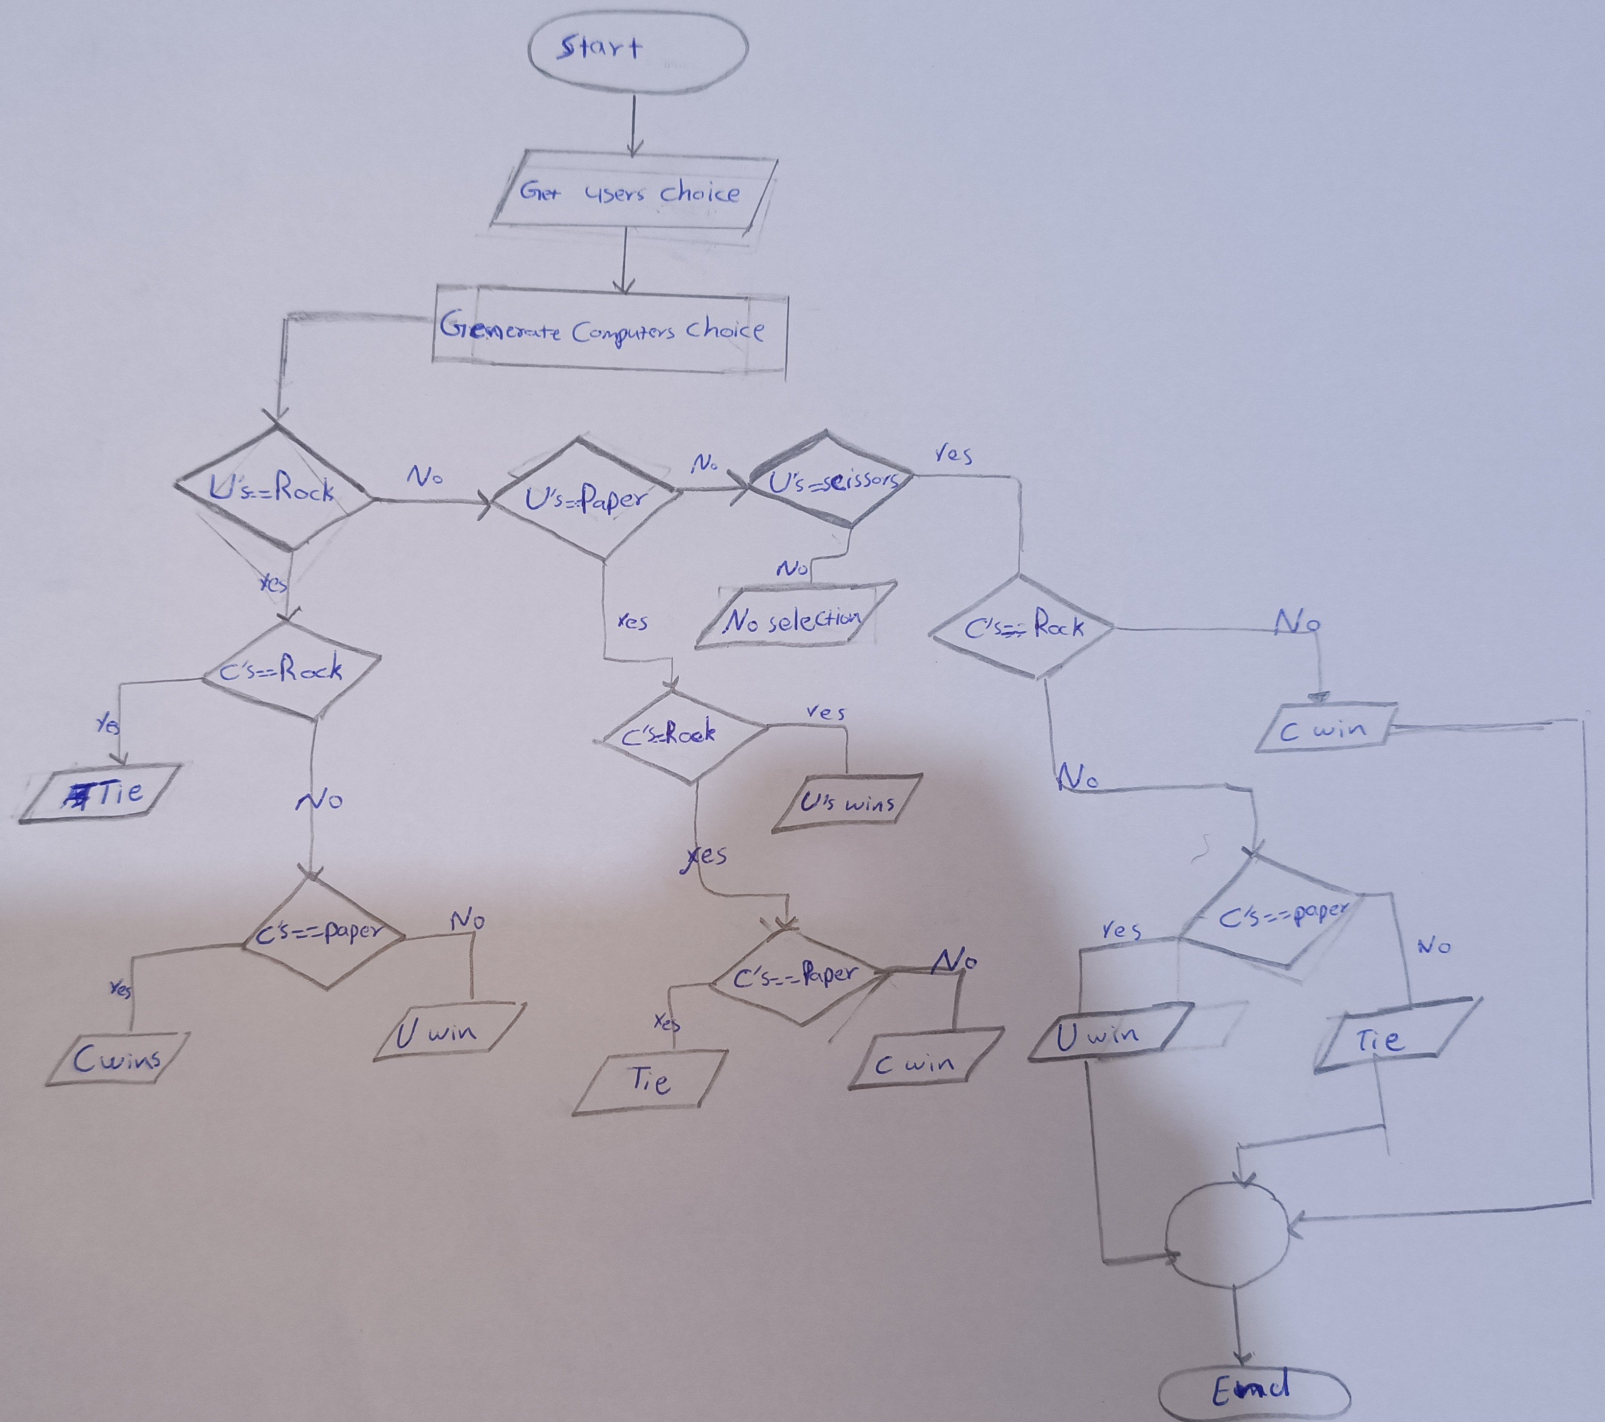 Start
Get users choice
Generate Computers choice
U's==Rock
No
U's==Paper
No
U's=scissors
Yes
Yes
Yes
No
No selection
C's==Rock
No
C's==Rock
Yes
Tie
No
C's=Rock
Yes
U's wins
Yes
C win
No
C's==paper
Yes
C wins
No
U win
C's==Paper
Yes
Tie
No
C win
C's==paper
Yes
U win
No
Tie
End